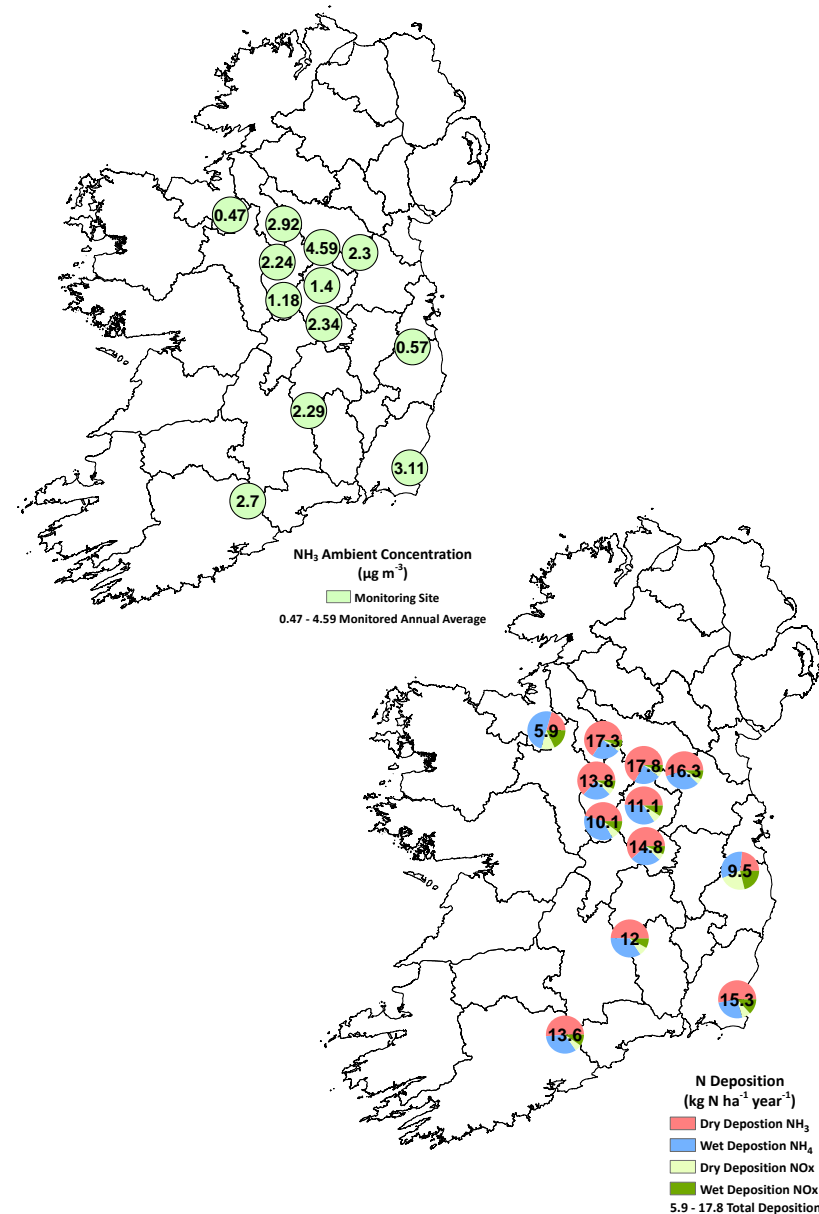 0.47
2.92
4.59
2.3
2.24
1.4
1.18
2.34
0.57
2.29
3.11
2.7
NH₃ Ambient Concentration
(µg m⁻³)
Monitoring Site
0.47 - 4.59 Monitored Annual Average
5.9
17.3
17.8
16.3
13.8
11.1
10.1
14.8
9.5
12
15.3
13.6
N Deposition
(kg N ha⁻¹ year⁻¹)
Dry Depostion NH₃
Wet Depostion NH₄
Dry Deposition NOx
Wet Deposition NOx
5.9 - 17.8 Total Deposition